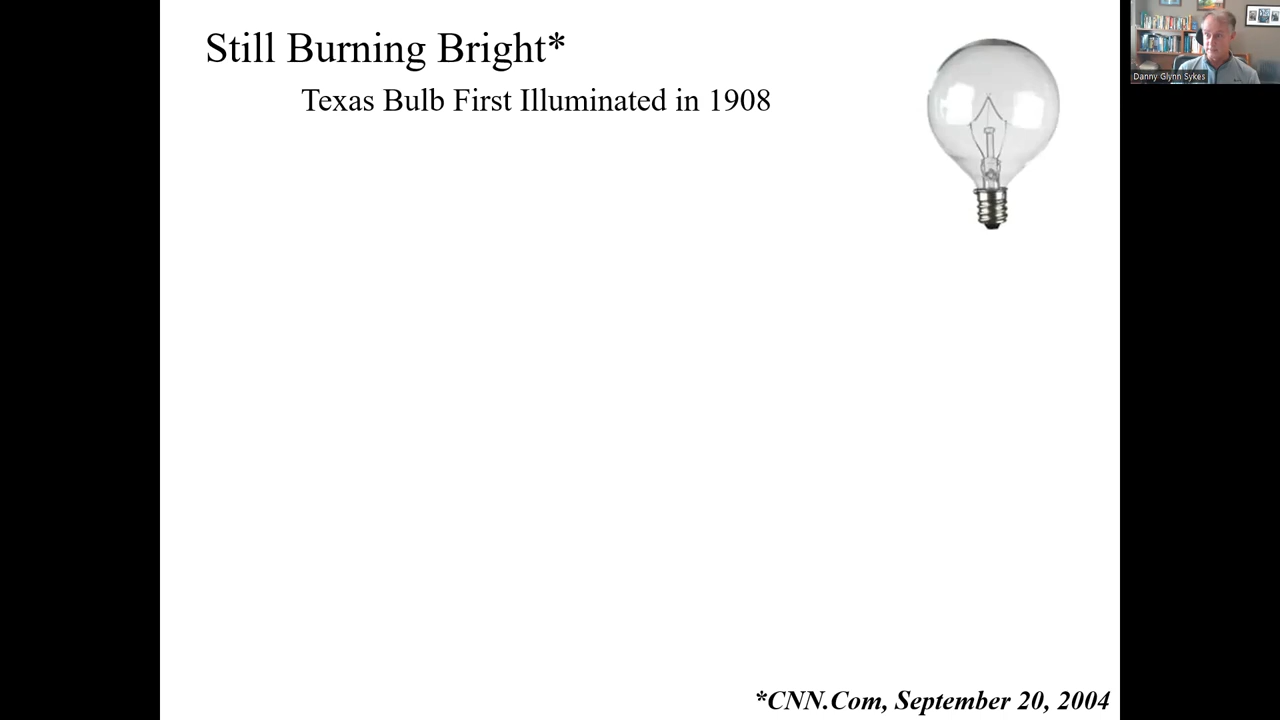 Still Burning Bright*
Texas Bulb First Illuminated in 1908
Danny Glynn Sykes
*CNN.Com, September 20, 2004